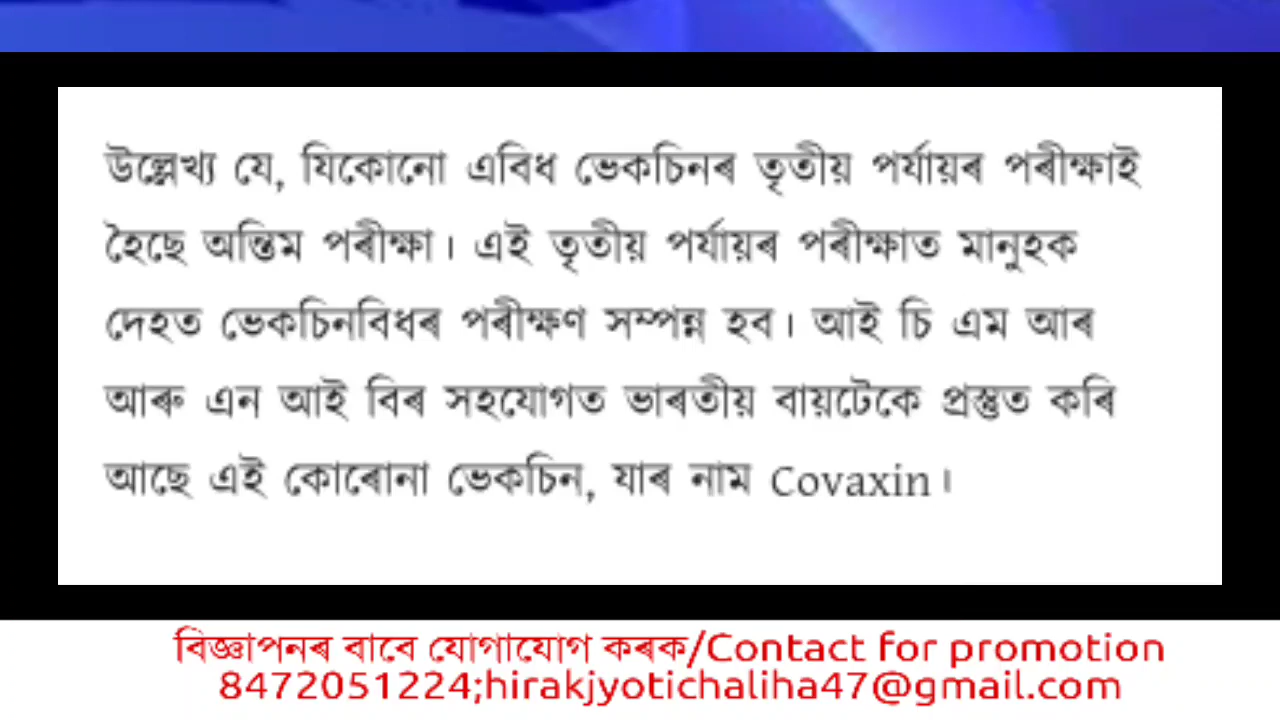 উল্লেখ্য যে, যিকোনো এবিধ ভেকচিনৰ তৃতীয় পৰ্যায়ৰ পৰীক্ষাই
হৈছে অন্তিম পৰীক্ষা। এই তৃতীয় পৰ্যায়ৰ পৰীক্ষাত মানুহক
দেহত ভেকচিনবিধৰ পৰীক্ষণ সম্পন্ন হব। আই চি এম আৰ
আৰু এন আই বিৰ সহযোগত ভাৰতীয় বায়টেকে প্ৰস্তুত কৰি
আছে এই কোৰোনা ভেকচিন, যাৰ নাম Covaxin।
বিজ্ঞাপনৰ বাবে যোগাযোগ কৰক/Contact for promotion
8472051224;hirakjyotichaliha47@gmail.com